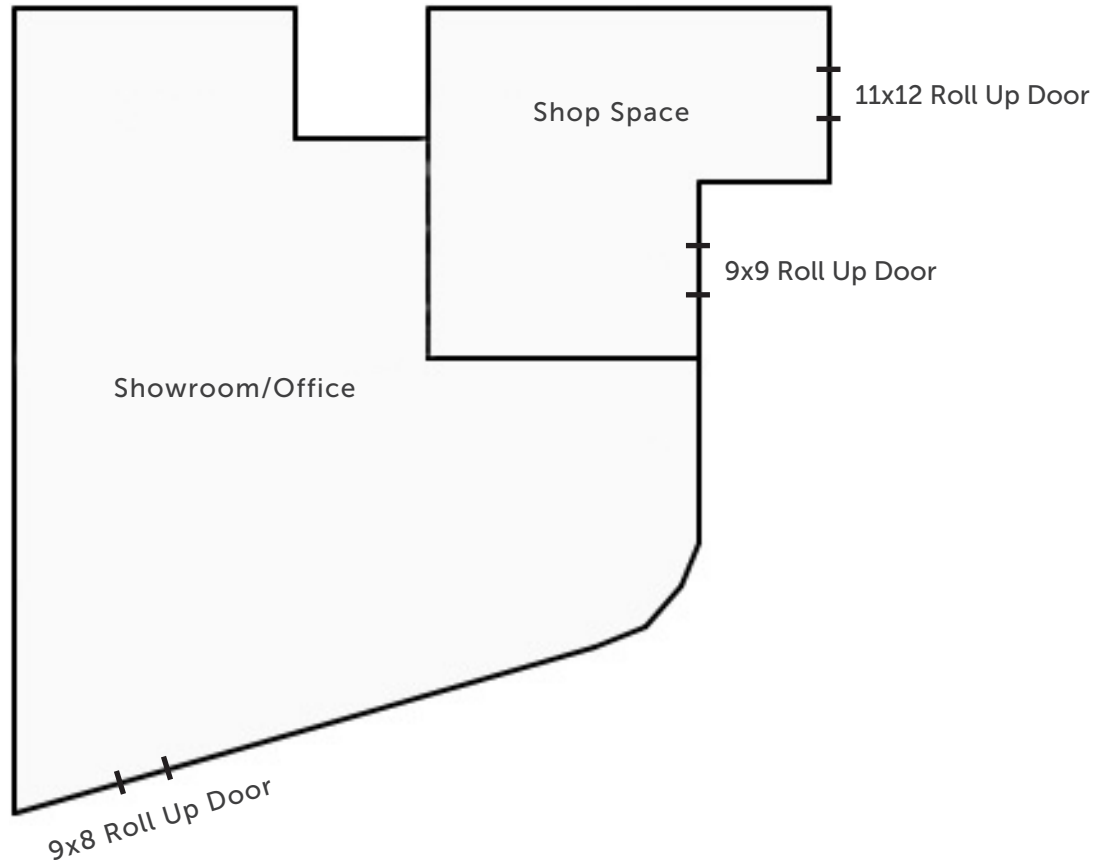 Shop Space
11x12 Roll Up Door
9x9 Roll Up Door
Showroom/Office
9x8 Roll Up Door